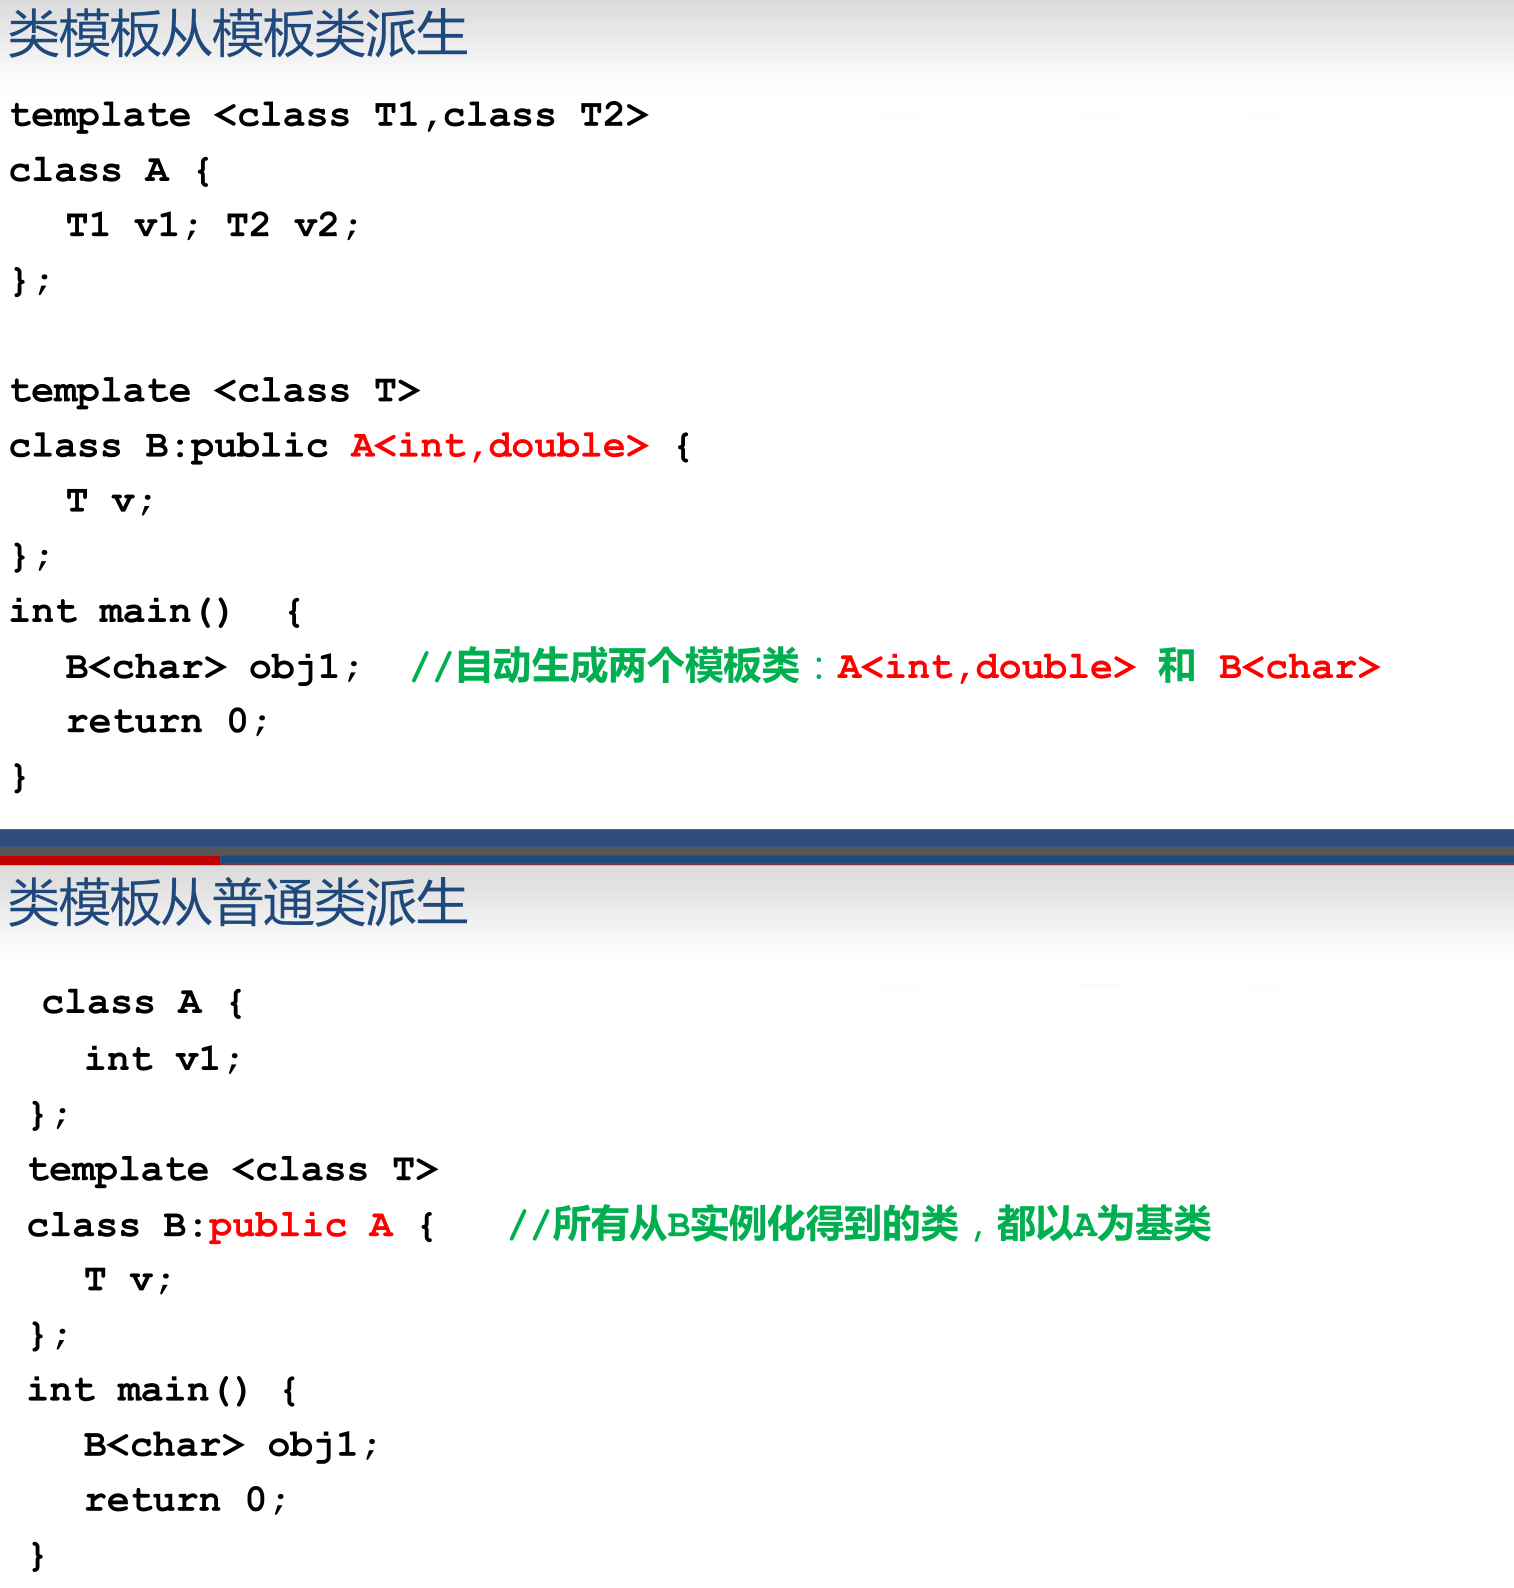 类模板从模板类派生
template <class T1,class T2>
class A {
T1 v1; T2 v2;
};
template <class T>
class B:public A<int,double> {
T v;
};
int main() {
B<char> obj1; //自动生成两个模板类：A<int,double> 和 B<char>
return 0;
}
类模板从普通类派生
class A {
int v1;
};
template <class T>
class B:public A { //所有从B实例化得到的类，都以A为基类
T v;
};
int main() {
B<char> obj1;
return 0;
}